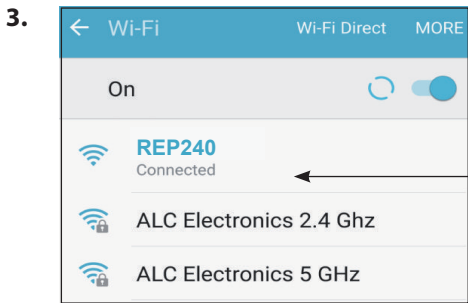 3.
Wi-Fi Wi-Fi Direct MORE
On
REP240
Connected
ALC Electronics 2.4 Ghz
ALC Electronics 5 GHz